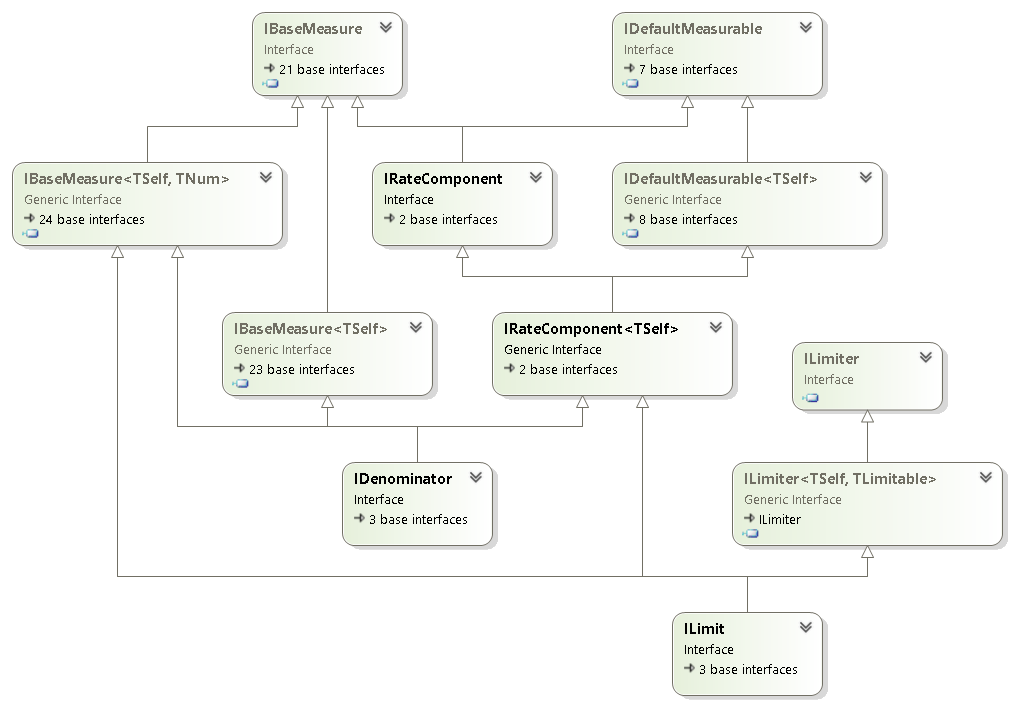 IBaseMeasure
Interface
21 base interfaces
IDefaultMeasurable
Interface
7 base interfaces
IBaseMeasure<TSelf, TNum>
Generic Interface
24 base interfaces
IRateComponent
Interface
2 base interfaces
IDefaultMeasurable<TSelf>
Generic Interface
8 base interfaces
IBaseMeasure<TSelf>
Generic Interface
23 base interfaces
IRateComponent<TSelf>
Generic Interface
2 base interfaces
ILimiter
Interface
IDenominator
Interface
3 base interfaces
ILimiter<TSelf, TLimitable>
Generic Interface
ILimiter
ILimit
Interface
3 base interfaces